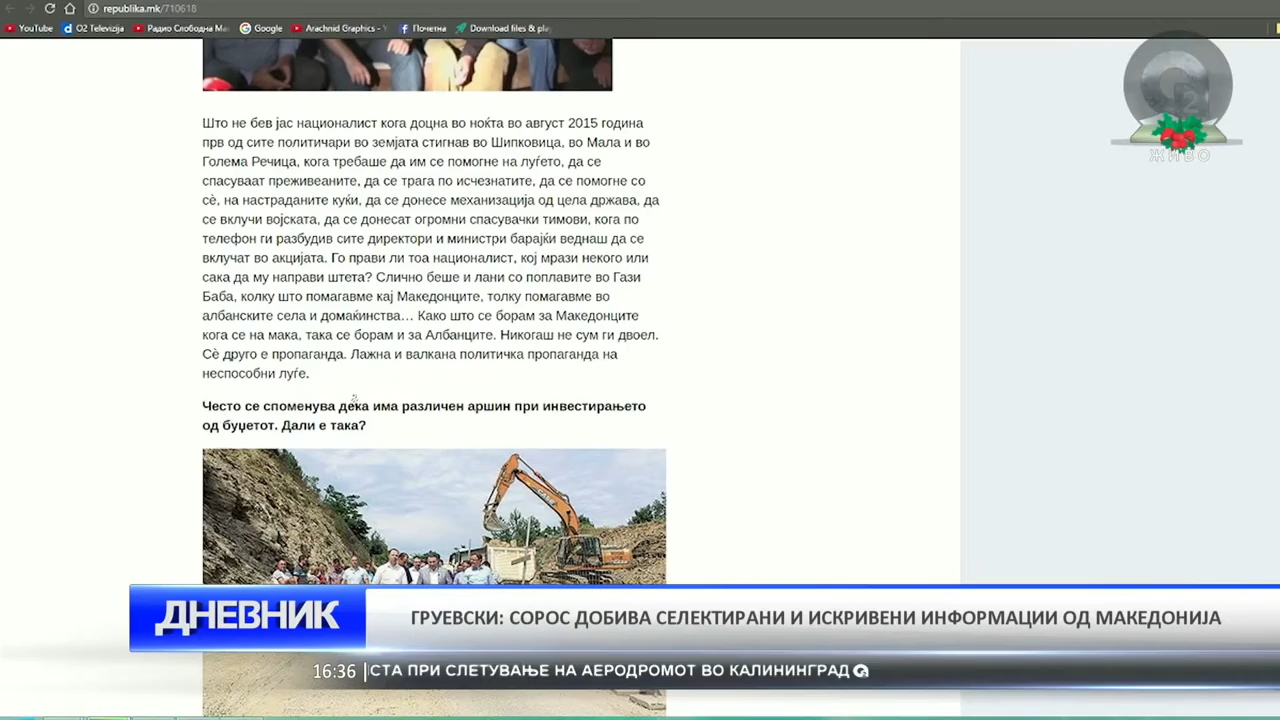 republika.mk/710618
YouTube
O2 Televizija
Радио Слободна Ма
Google
Arachnid Graphics - Y
Почетна
Download files & pla
2
ЖИВО
Што не бев јас националист кога доцна во ноќта во август 2015 година
прв од сите политичари во земјата стигнав во Шипковица, во Мала и во
Голема Речица, кога требаше да им се помогне на луѓето, да се
спасуваат преживеаните, да се трага по исчезнатите, да се помогне со
сѐ, на настраданите куќи, да се донесе механизација од цела држава, да
се вклучи војската, да се донесат огромни спасувачки тимови, кога по
телефон ги разбудив сите директори и министри барајќи веднаш да се
вклучат во акцијата. Го прави ли тоа националист, кој мрази некого или
сака да му направи штета? Слично беше и лани со поплавите во Гази
Баба, колку што помагавме кај Македонците, толку помагавме во
албанските села и домаќинства… Како што се борам за Македонците
кога се на мака, така се борам и за Албанците. Никогаш не сум ги двоел.
Сѐ друго е пропаганда. Лажна и валкана политичка пропаганда на
неспособни луѓе.
Често се споменува дека има различен аршин при инвестирањето
од буџетот. Дали е така?
ДНЕВНИК
ГРУЕВСКИ: СОРОС ДОБИВА СЕЛЕКТИРАНИ И ИСКРИВЕНИ ИНФОРМАЦИИ ОД МАКЕДОНИЈА
16:36
СТА ПРИ СЛЕТУВАЊЕ НА АЕРОДРОМОТ ВО КАЛИНИНГРАД